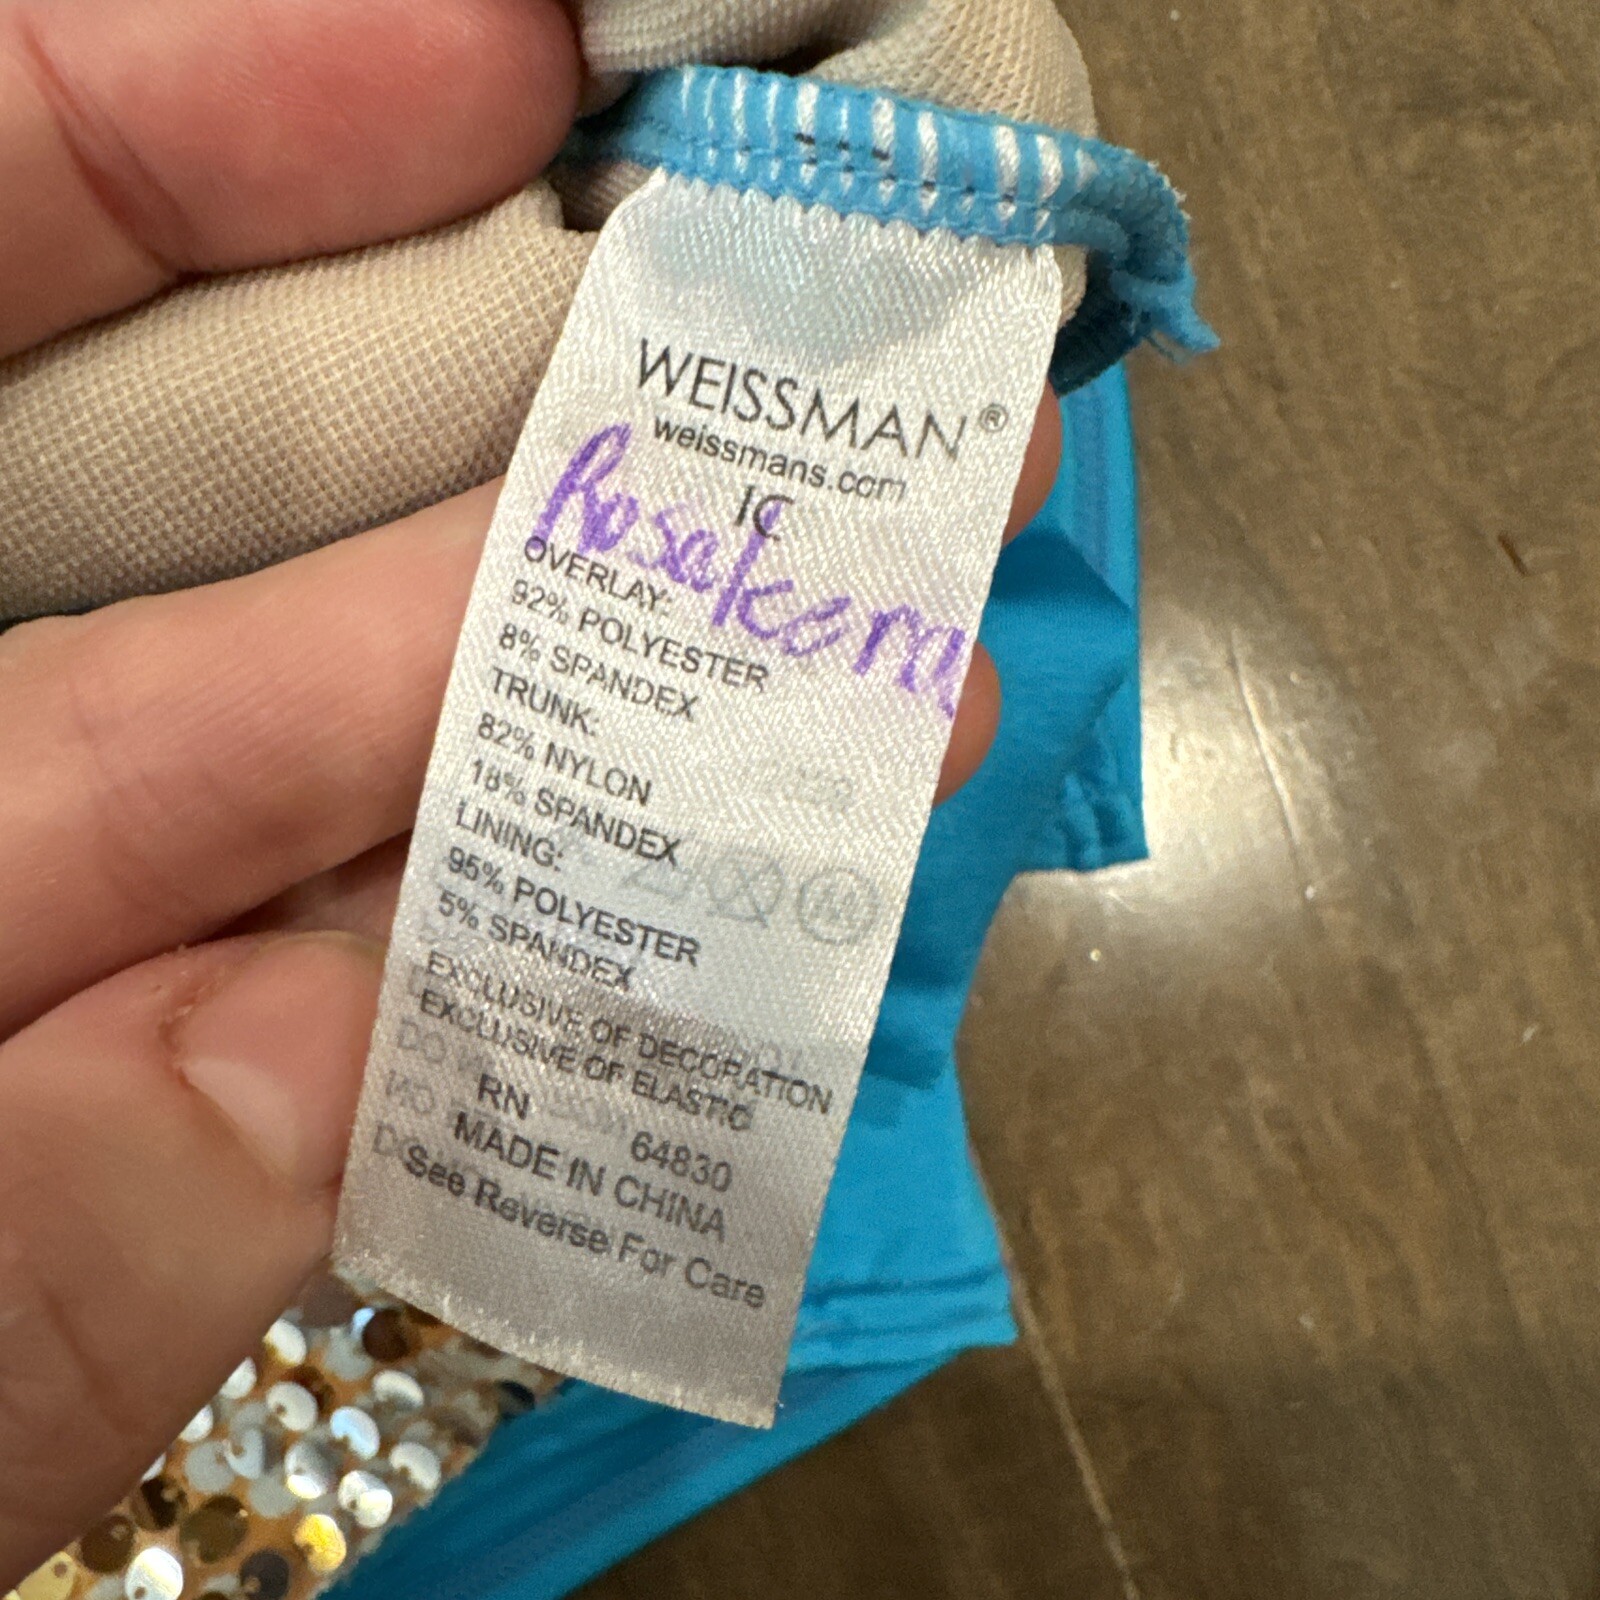 WEISSMAN®
weissmans.com
IC
OVERLAY:
92% POLYESTER
8% SPANDEX
TRUNK:
82% NYLON
18% SPANDEX
LINING:
95% POLYESTER
5% SPANDEX
EXCLUSIVE OF DECORATION
EXCLUSIVE OF ELASTIC
RN 64830
MADE IN CHINA
See Reverse For Care